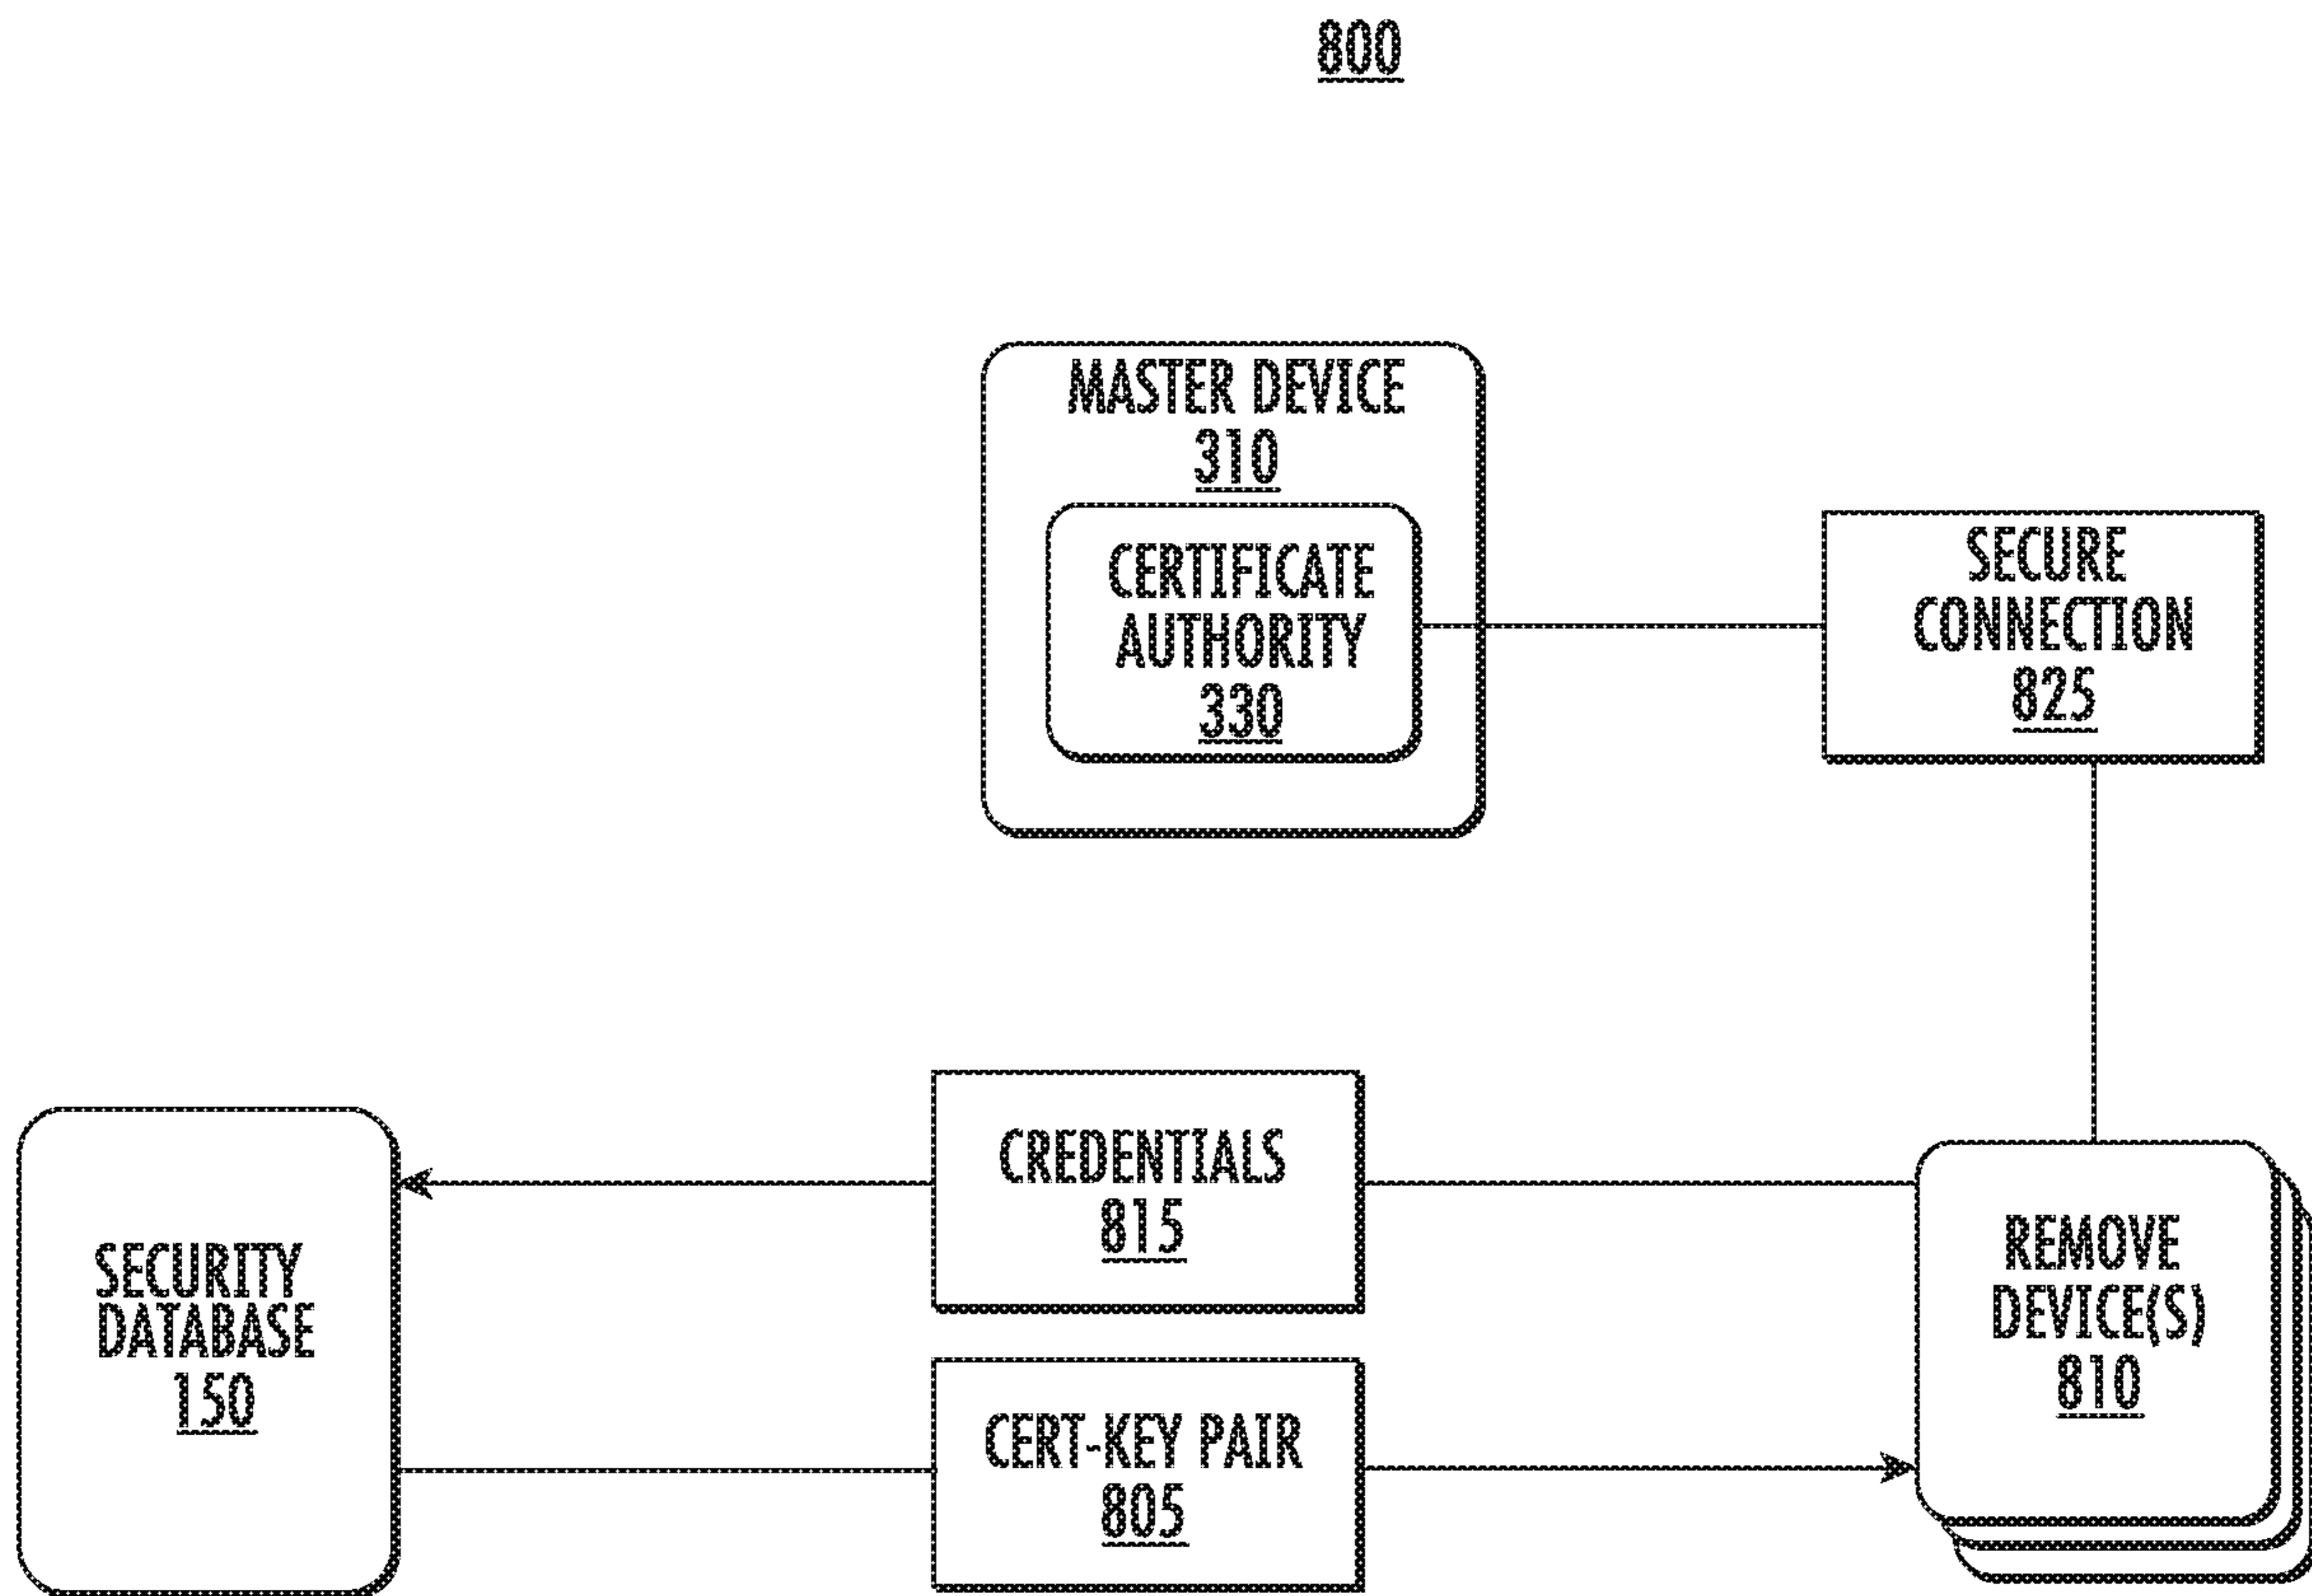 800
MASTER DEVICE
310
CERTIFICATE
AUTHORITY
330
SECURE
CONNECTION
825
CREDENTIALS
815
SECURITY
DATABASE
150
CERT-KEY PAIR
805
REMOVE
DEVICE(S)
810